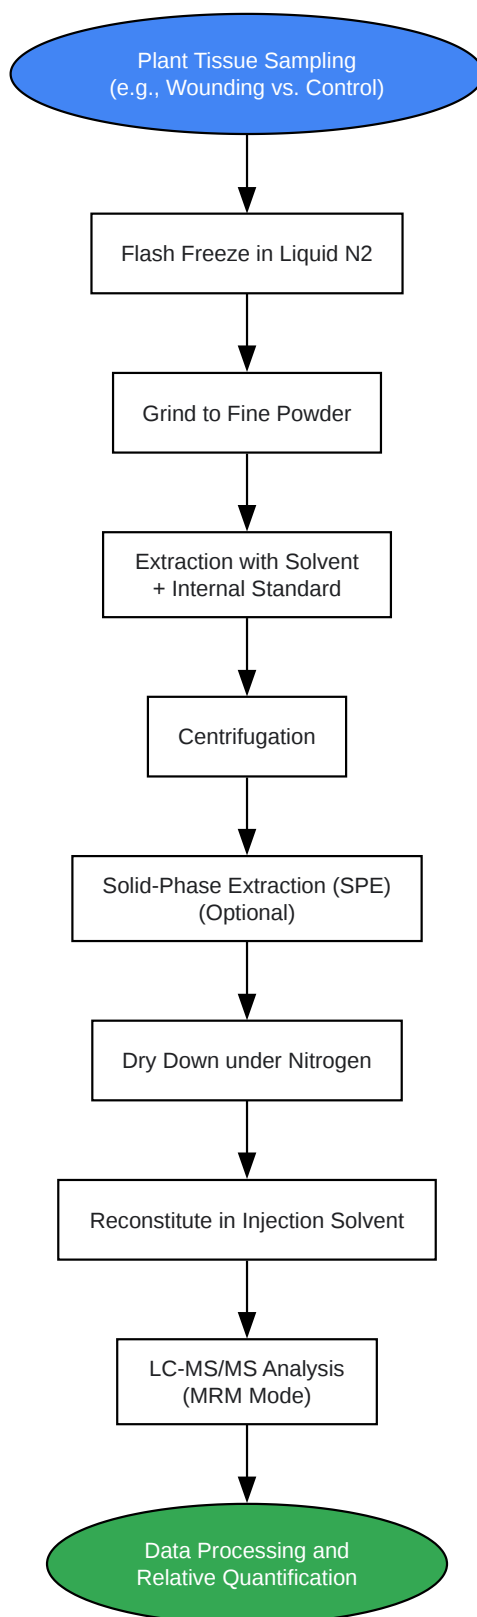 Plant Tissue Sampling
(e.g., Wounding vs. Control)
Flash Freeze in Liquid N2
Grind to Fine Powder
Extraction with Solvent
+ Internal Standard
Centrifugation
Solid-Phase Extraction (SPE)
(Optional)
Dry Down under Nitrogen
Reconstitute in Injection Solvent
LC-MS/MS Analysis
(MRM Mode)
Data Processing and
Relative Quantification